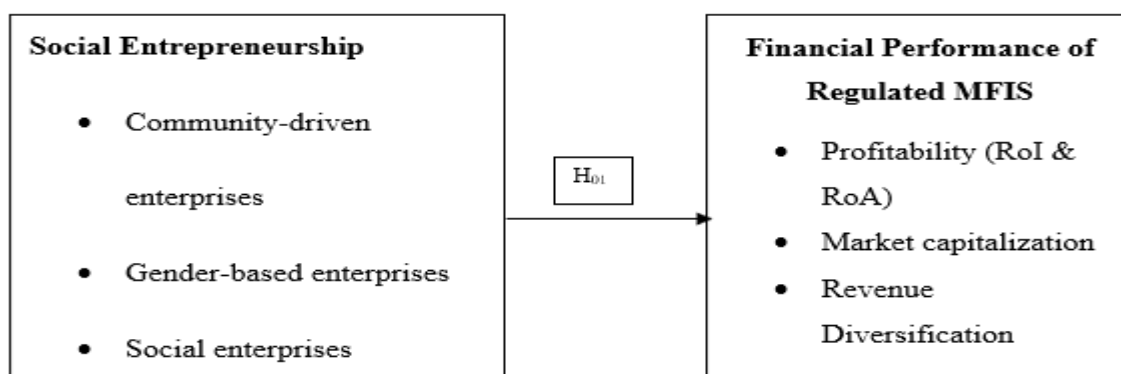 Social Entrepreneurship
• Community-driven
enterprises
• Gender-based enterprises
• Social enterprises
H₀₁
Financial Performance of
Regulated MFIS
• Profitability (RoI &
RoA)
• Market capitalization
• Revenue
Diversification